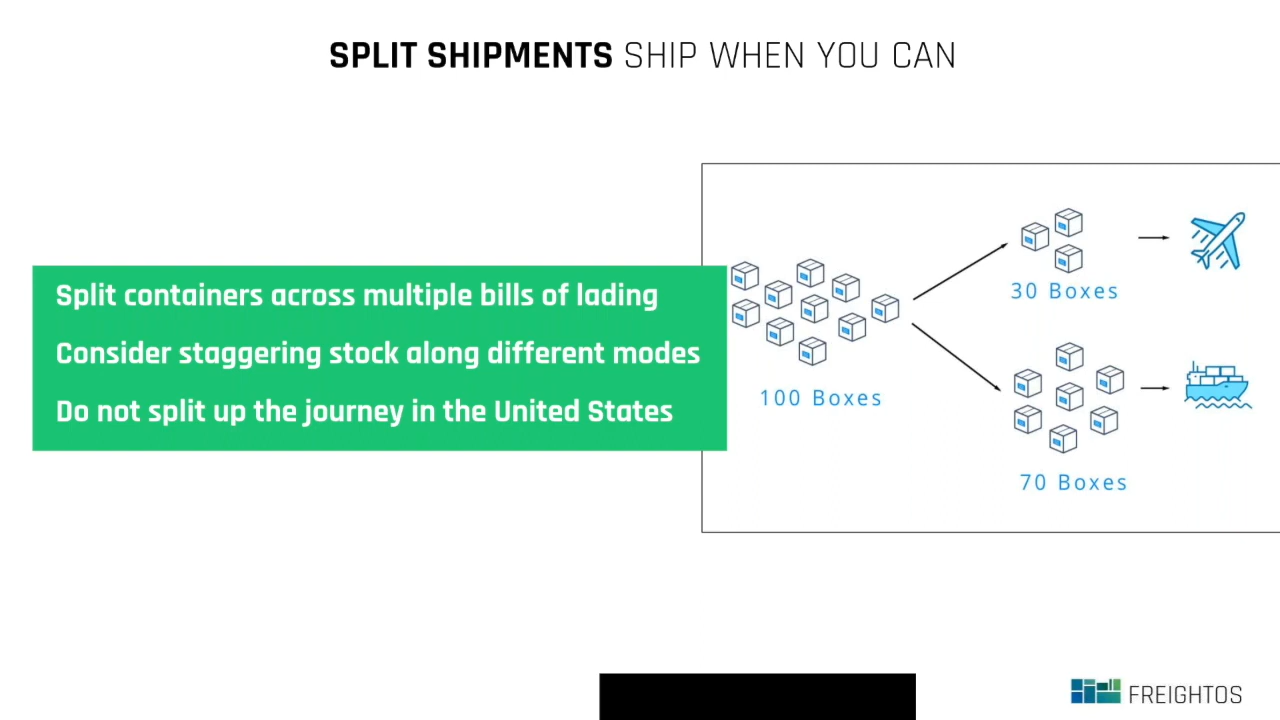 SPLIT SHIPMENTS SHIP WHEN YOU CAN
Split containers across multiple bills of lading
Consider staggering stock along different modes
Do not split up the journey in the United States
100 Boxes
30 Boxes
70 Boxes
FREIGHTOS